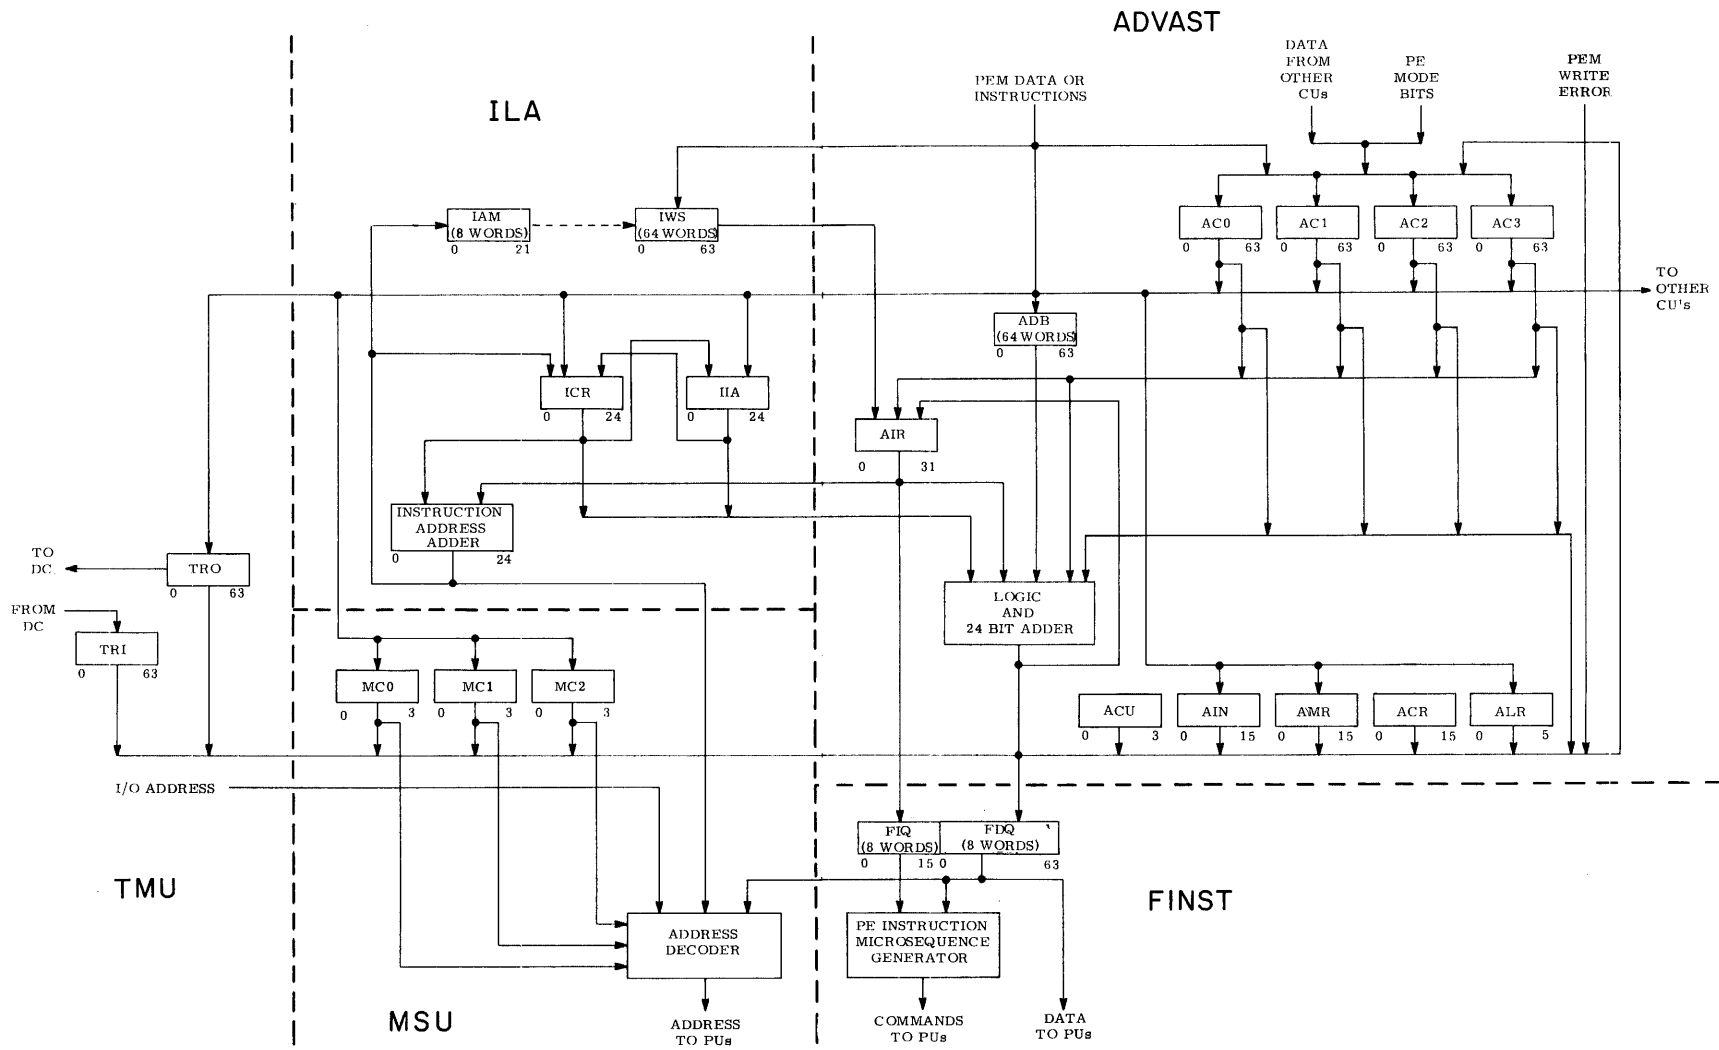 ADVAST
DATA
FROM
OTHER
CUs
PE
MODE
BITS
PEM
WRITE
ERROR
PEM DATA OR
INSTRUCTIONS
ILA
IAM
(8 WORDS)
0 21
IWS
(64 WORDS)
0 63
AC0
0 63
AC1
0 63
AC2
0 63
AC3
0 63
TO
OTHER
CU's
ADB
(64 WORDS)
0 63
ICR
0 24
IIA
0 24
AIR
0 31
INSTRUCTION
ADDRESS
ADDER
0 24
TO
DC
TRO
0 63
FROM
DC
TRI
0 63
LOGIC
AND
24 BIT ADDER
MC0
0 3
MC1
0 3
MC2
0 3
ACU
0 3
AIN
0 15
AMR
0 15
ACR
0 15
ALR
0 5
I/O ADDRESS
FIQ
(8 WORDS)
0 15
FDQ
(8 WORDS)
0 63
TMU
FINST
ADDRESS
DECODER
PE INSTRUCTION
MICROSEQUENCE
GENERATOR
MSU
ADDRESS
TO PUs
COMMANDS
TO PUs
DATA
TO PUs